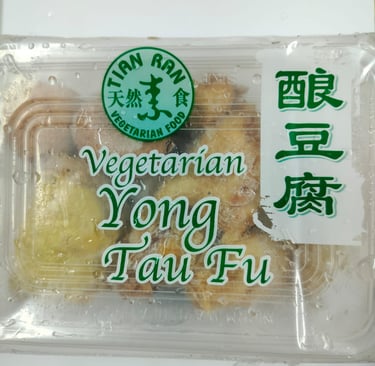 TIAN RAN
天然素食
VEGETARIAN FOOD
Vegetarian
Yong
Tau Fu
酿豆腐